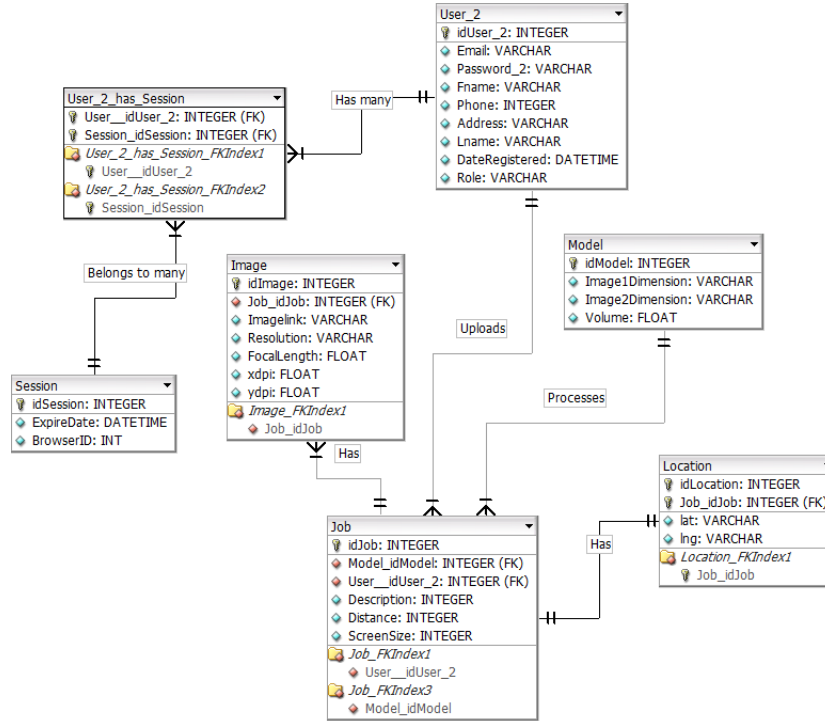 User_2
idUser_2: INTEGER
Email: VARCHAR
Password_2: VARCHAR
Fname: VARCHAR
Phone: INTEGER
Address: VARCHAR
Lname: VARCHAR
DateRegistered: DATETIME
Role: VARCHAR
Has many
User_2_has_Session
User__idUser_2: INTEGER (FK)
Session_idSession: INTEGER (FK)
User_2_has_Session_FKIndex1
User__idUser_2
User_2_has_Session_FKIndex2
Session_idSession
Belongs to many
Image
idImage: INTEGER
Job_idJob: INTEGER (FK)
Imagelink: VARCHAR
Resolution: VARCHAR
FocalLength: FLOAT
xdpi: FLOAT
ydpi: FLOAT
Image_FKIndex1
Job_idJob
Model
idModel: INTEGER
Image1Dimension: VARCHAR
Image2Dimension: VARCHAR
Volume: FLOAT
Uploads
Session
idSession: INTEGER
ExpireDate: DATETIME
BrowserID: INT
Processes
Has
Location
idLocation: INTEGER
Job_idJob: INTEGER (FK)
lat: VARCHAR
lng: VARCHAR
Location_FKIndex1
Job_idJob
Has
Job
idJob: INTEGER
Model_idModel: INTEGER (FK)
User__idUser_2: INTEGER (FK)
Description: INTEGER
Distance: INTEGER
ScreenSize: INTEGER
Job_FKIndex1
User__idUser_2
Job_FKIndex3
Model_idModel